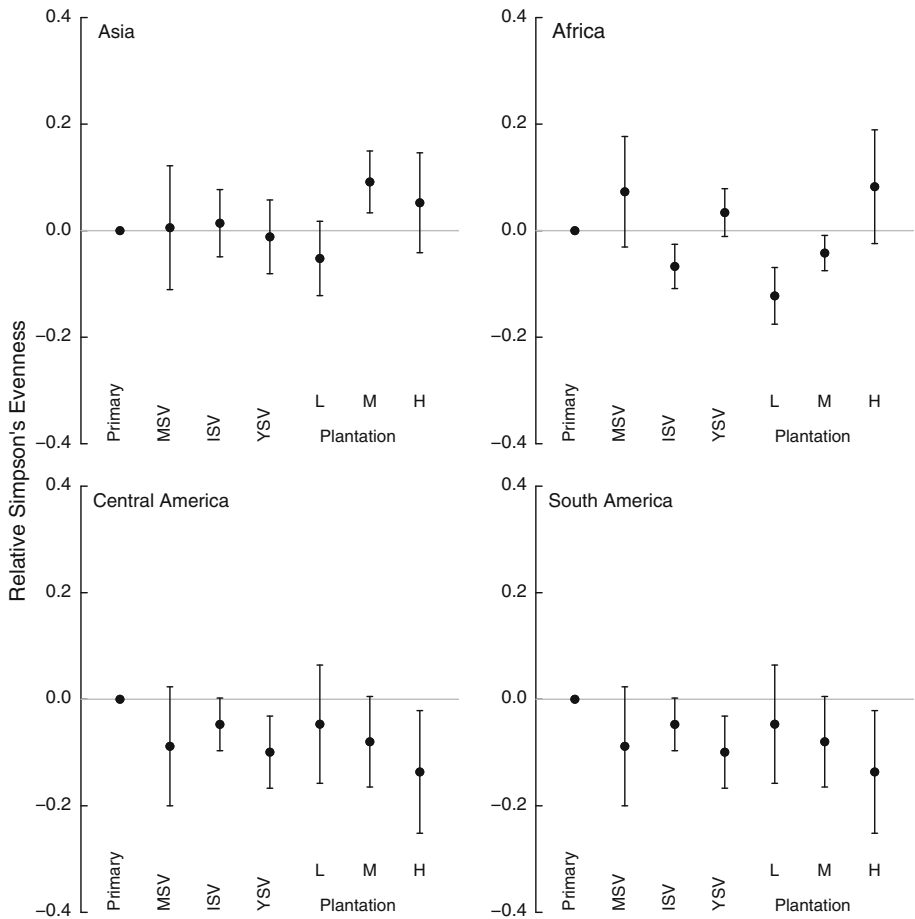 Relative Simpson's Evenness
Asia
0.4
0.2
0.0
−0.2
−0.4
Primary
MSV
ISV
YSV
L M H
Plantation
Africa
0.4
0.2
0.0
−0.2
−0.4
Primary
MSV
ISV
YSV
L M H
Plantation
Central America
0.4
0.2
0.0
−0.2
−0.4
Primary
MSV
ISV
YSV
L M H
Plantation
South America
0.4
0.2
0.0
−0.2
−0.4
Primary
MSV
ISV
YSV
L M H
Plantation